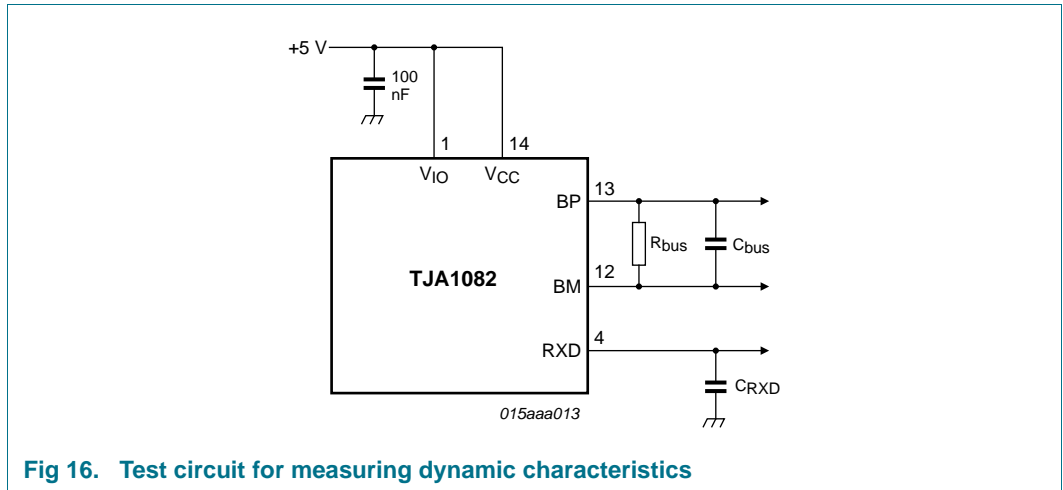 +5 V
100
nF
1
14
VIO
VCC
13
BP
Rbus
Cbus
TJA1082
12
BM
4
RXD
CRXD
015aaa013
Fig 16. Test circuit for measuring dynamic characteristics